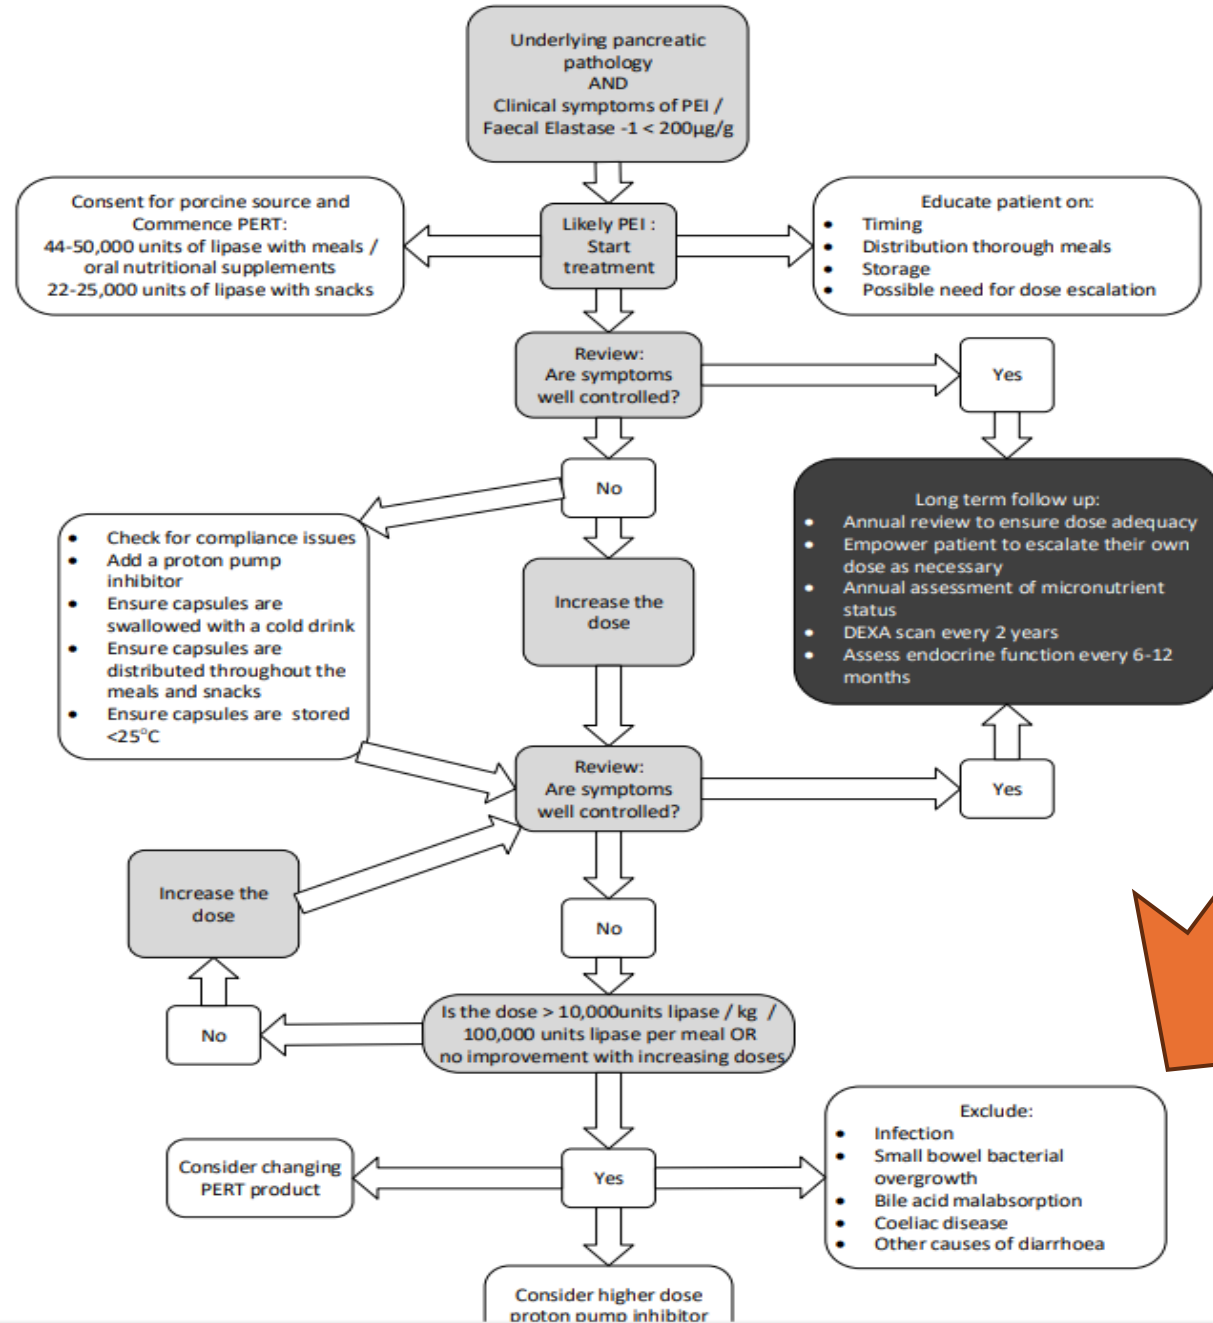 Underlying pancreatic
pathology
AND
Clinical symptoms of PEI /
Faecal Elastase -1 < 200µg/g
Consent for porcine source and
Commence PERT:
44-50,000 units of lipase with meals /
oral nutritional supplements
22-25,000 units of lipase with snacks
Likely PEI :
Start
treatment
Educate patient on:
• Timing
• Distribution thorough meals
• Storage
• Possible need for dose escalation
Review:
Are symptoms
well controlled?
Yes
No
Long term follow up:
• Annual review to ensure dose adequacy
• Empower patient to escalate their own
dose as necessary
• Annual assessment of micronutrient
status
• DEXA scan every 2 years
• Assess endocrine function every 6-12
months
• Check for compliance issues
• Add a proton pump
inhibitor
• Ensure capsules are
swallowed with a cold drink
• Ensure capsules are
distributed throughout the
meals and snacks
• Ensure capsules are stored
<25°C
Increase the
dose
Review:
Are symptoms
well controlled?
Yes
Increase the
dose
No
Is the dose > 10,000units lipase / kg /
100,000 units lipase per meal OR
no improvement with increasing doses
No
Yes
Consider changing
PERT product
Exclude:
• Infection
• Small bowel bacterial
overgrowth
• Bile acid malabsorption
• Coeliac disease
• Other causes of diarrhoea
Consider higher dose
proton pump inhibitor